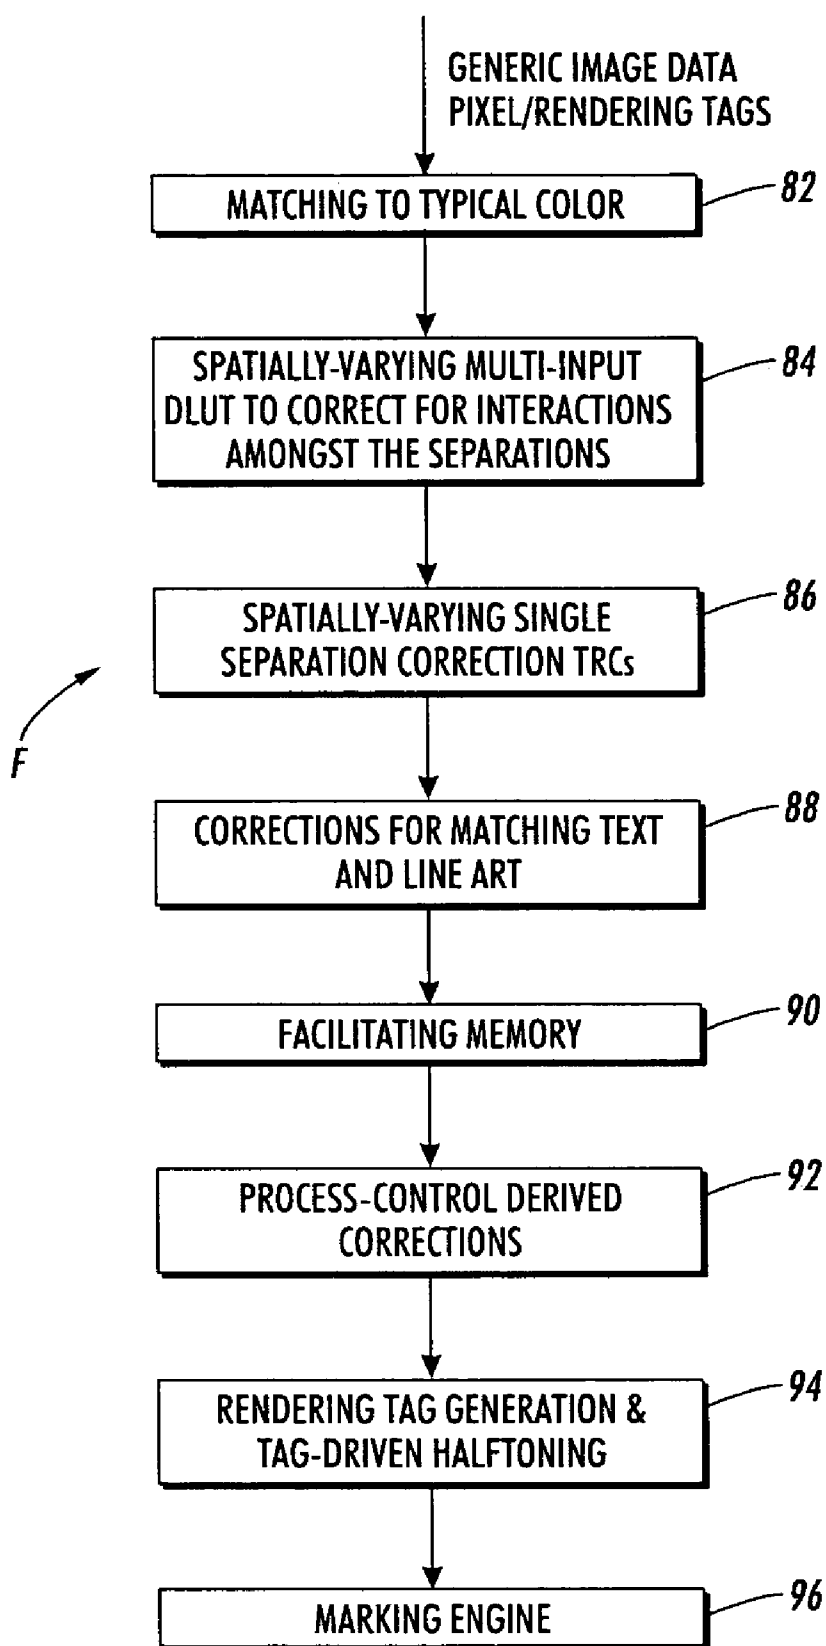 GENERIC IMAGE DATA
PIXEL/RENDERING TAGS
MATCHING TO TYPICAL COLOR
82
SPATIALLY-VARYING MULTI-INPUT
DLUT TO CORRECT FOR INTERACTIONS
AMONGST THE SEPARATIONS
84
SPATIALLY-VARYING SINGLE
SEPARATION CORRECTION TRCs
86
F
CORRECTIONS FOR MATCHING TEXT
AND LINE ART
88
FACILITATING MEMORY
90
PROCESS-CONTROL DERIVED
CORRECTIONS
92
RENDERING TAG GENERATION &
TAG-DRIVEN HALFTONING
94
MARKING ENGINE
96